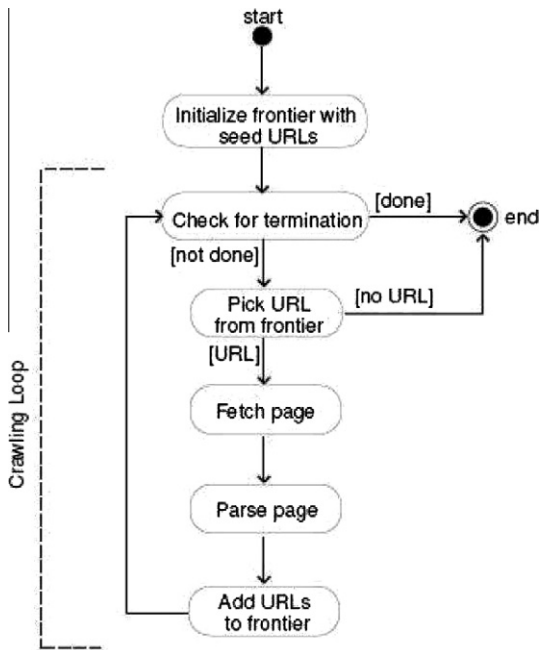 start
Initialize frontier with
seed URLs
Check for termination
[done]
end
[not done]
Pick URL
from frontier
[no URL]
[URL]
Fetch page
Parse page
Add URLs
to frontier
Crawling Loop